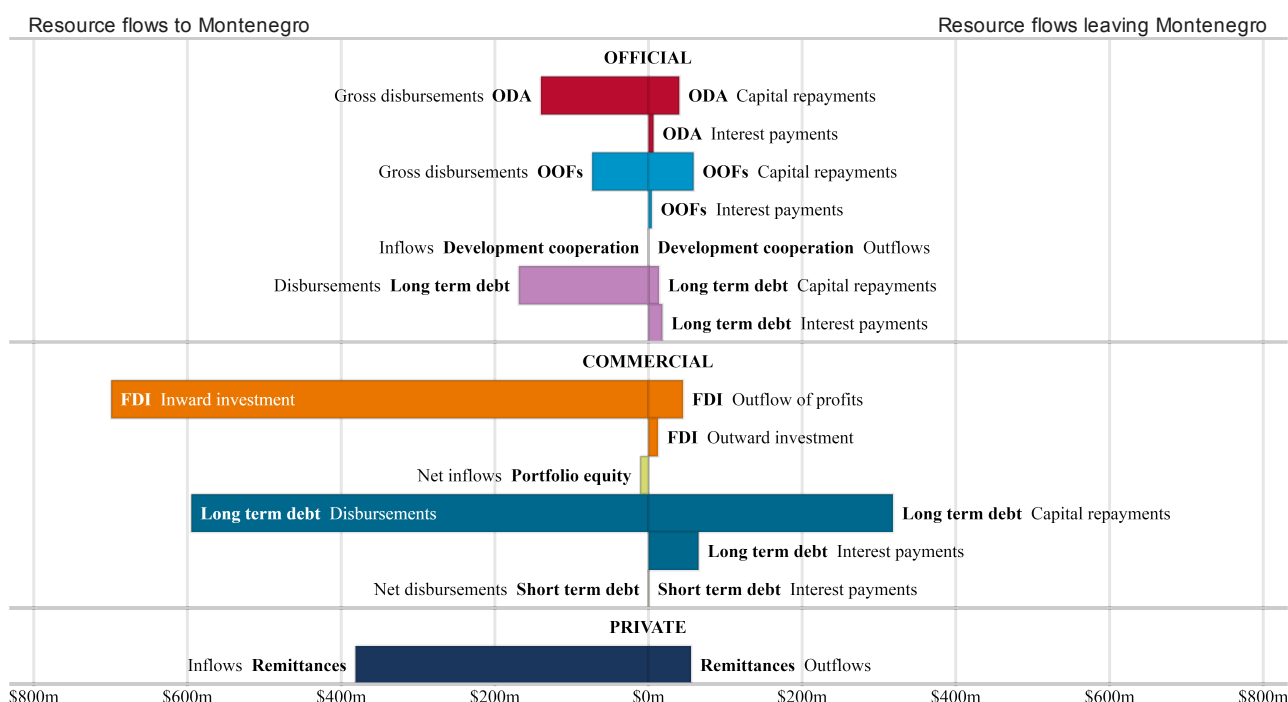 Resource flows to Montenegro Resource flows leaving Montenegro
OFFICIAL
Gross disbursements ODA ODA Capital repayments
ODA Interest payments
Gross disbursements OOFs OOFs Capital repayments
OOFs Interest payments
Inflows Development cooperation Development cooperation Outflows
Disbursements Long term debt Long term debt Capital repayments
Long term debt Interest payments
COMMERCIAL
FDI Inward investment FDI Outflow of profits
FDI Outward investment
Net inflows Portfolio equity
Long term debt Disbursements Long term debt Capital repayments
Long term debt Interest payments
Net disbursements Short term debt Short term debt Interest payments
PRIVATE
Inflows Remittances Remittances Outflows
$800m $600m $400m $200m $0m $200m $400m $600m $800m